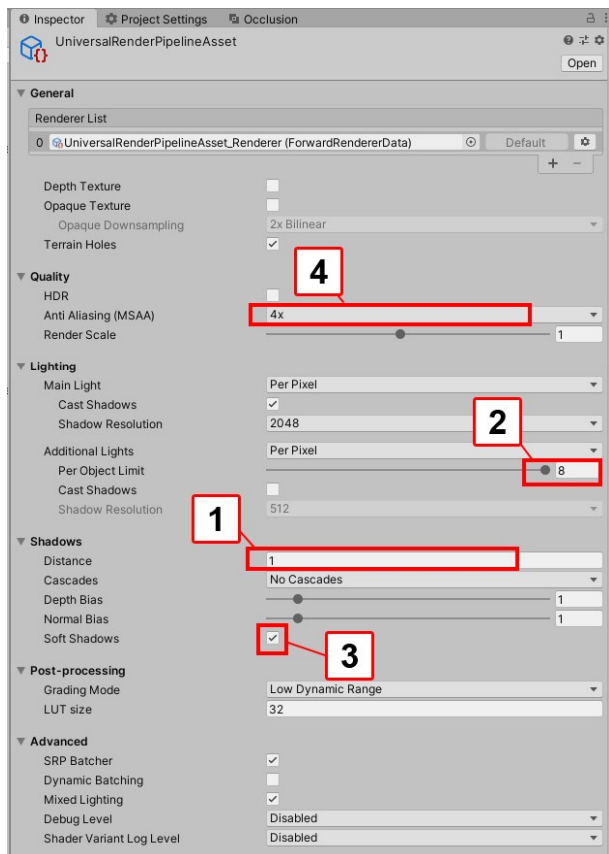 Inspector Project Settings Occlusion
UniversalRenderPipelineAsset
Open
General
Renderer List
0 UniversalRenderPipelineAsset_Renderer (ForwardRendererData) Default
+ -
Depth Texture
Opaque Texture
Opaque Downsampling 2x Bilinear
Terrain Holes
4
Quality
HDR
Anti Aliasing (MSAA) 4x
Render Scale 1
Lighting
Main Light Per Pixel
Cast Shadows
Shadow Resolution 2048
2
Additional Lights Per Pixel
Per Object Limit 8
Cast Shadows
Shadow Resolution 512
1
Shadows
Distance 1
Cascades No Cascades
Depth Bias 1
Normal Bias 1
Soft Shadows
3
Post-processing
Grading Mode Low Dynamic Range
LUT size 32
Advanced
SRP Batcher
Dynamic Batching
Mixed Lighting
Debug Level Disabled
Shader Variant Log Level Disabled